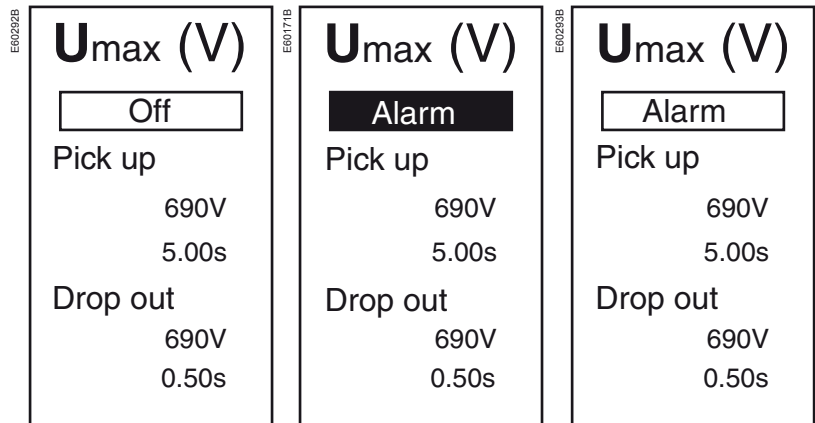 E60292B
Umax (V)
Off
Pick up
690V
5.00s
Drop out
690V
0.50s
E60171B
Umax (V)
Alarm
Pick up
690V
5.00s
Drop out
690V
0.50s
E60293B
Umax (V)
Alarm
Pick up
690V
5.00s
Drop out
690V
0.50s